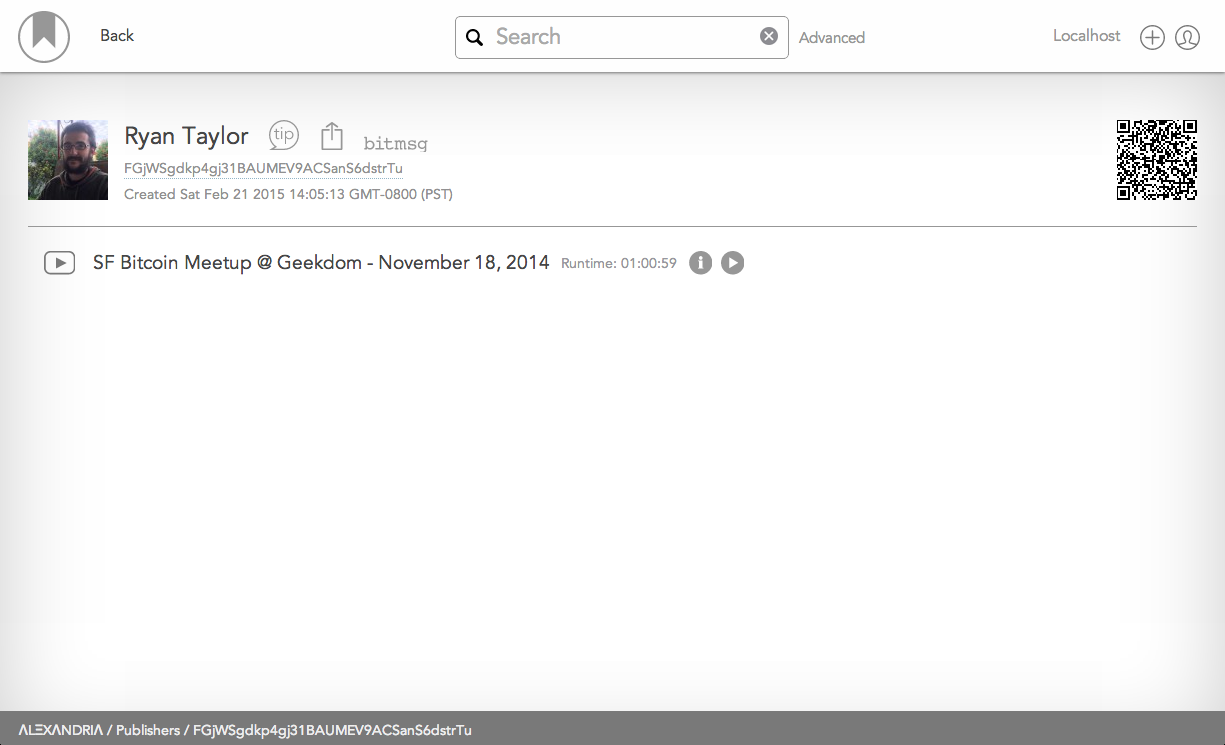 Back
Search
Advanced
Localhost
Ryan Taylor
tip
bitmsg
FGjWSgdkp4gj31BAUMEV9ACSanS6dstrTu
Created Sat Feb 21 2015 14:05:13 GMT-0800 (PST)
SF Bitcoin Meetup @ Geekdom - November 18, 2014 Runtime: 01:00:59
ΛLEXΛNDRIΛ / Publishers / FGjWSgdkp4gj31BAUMEV9ACSanS6dstrTu